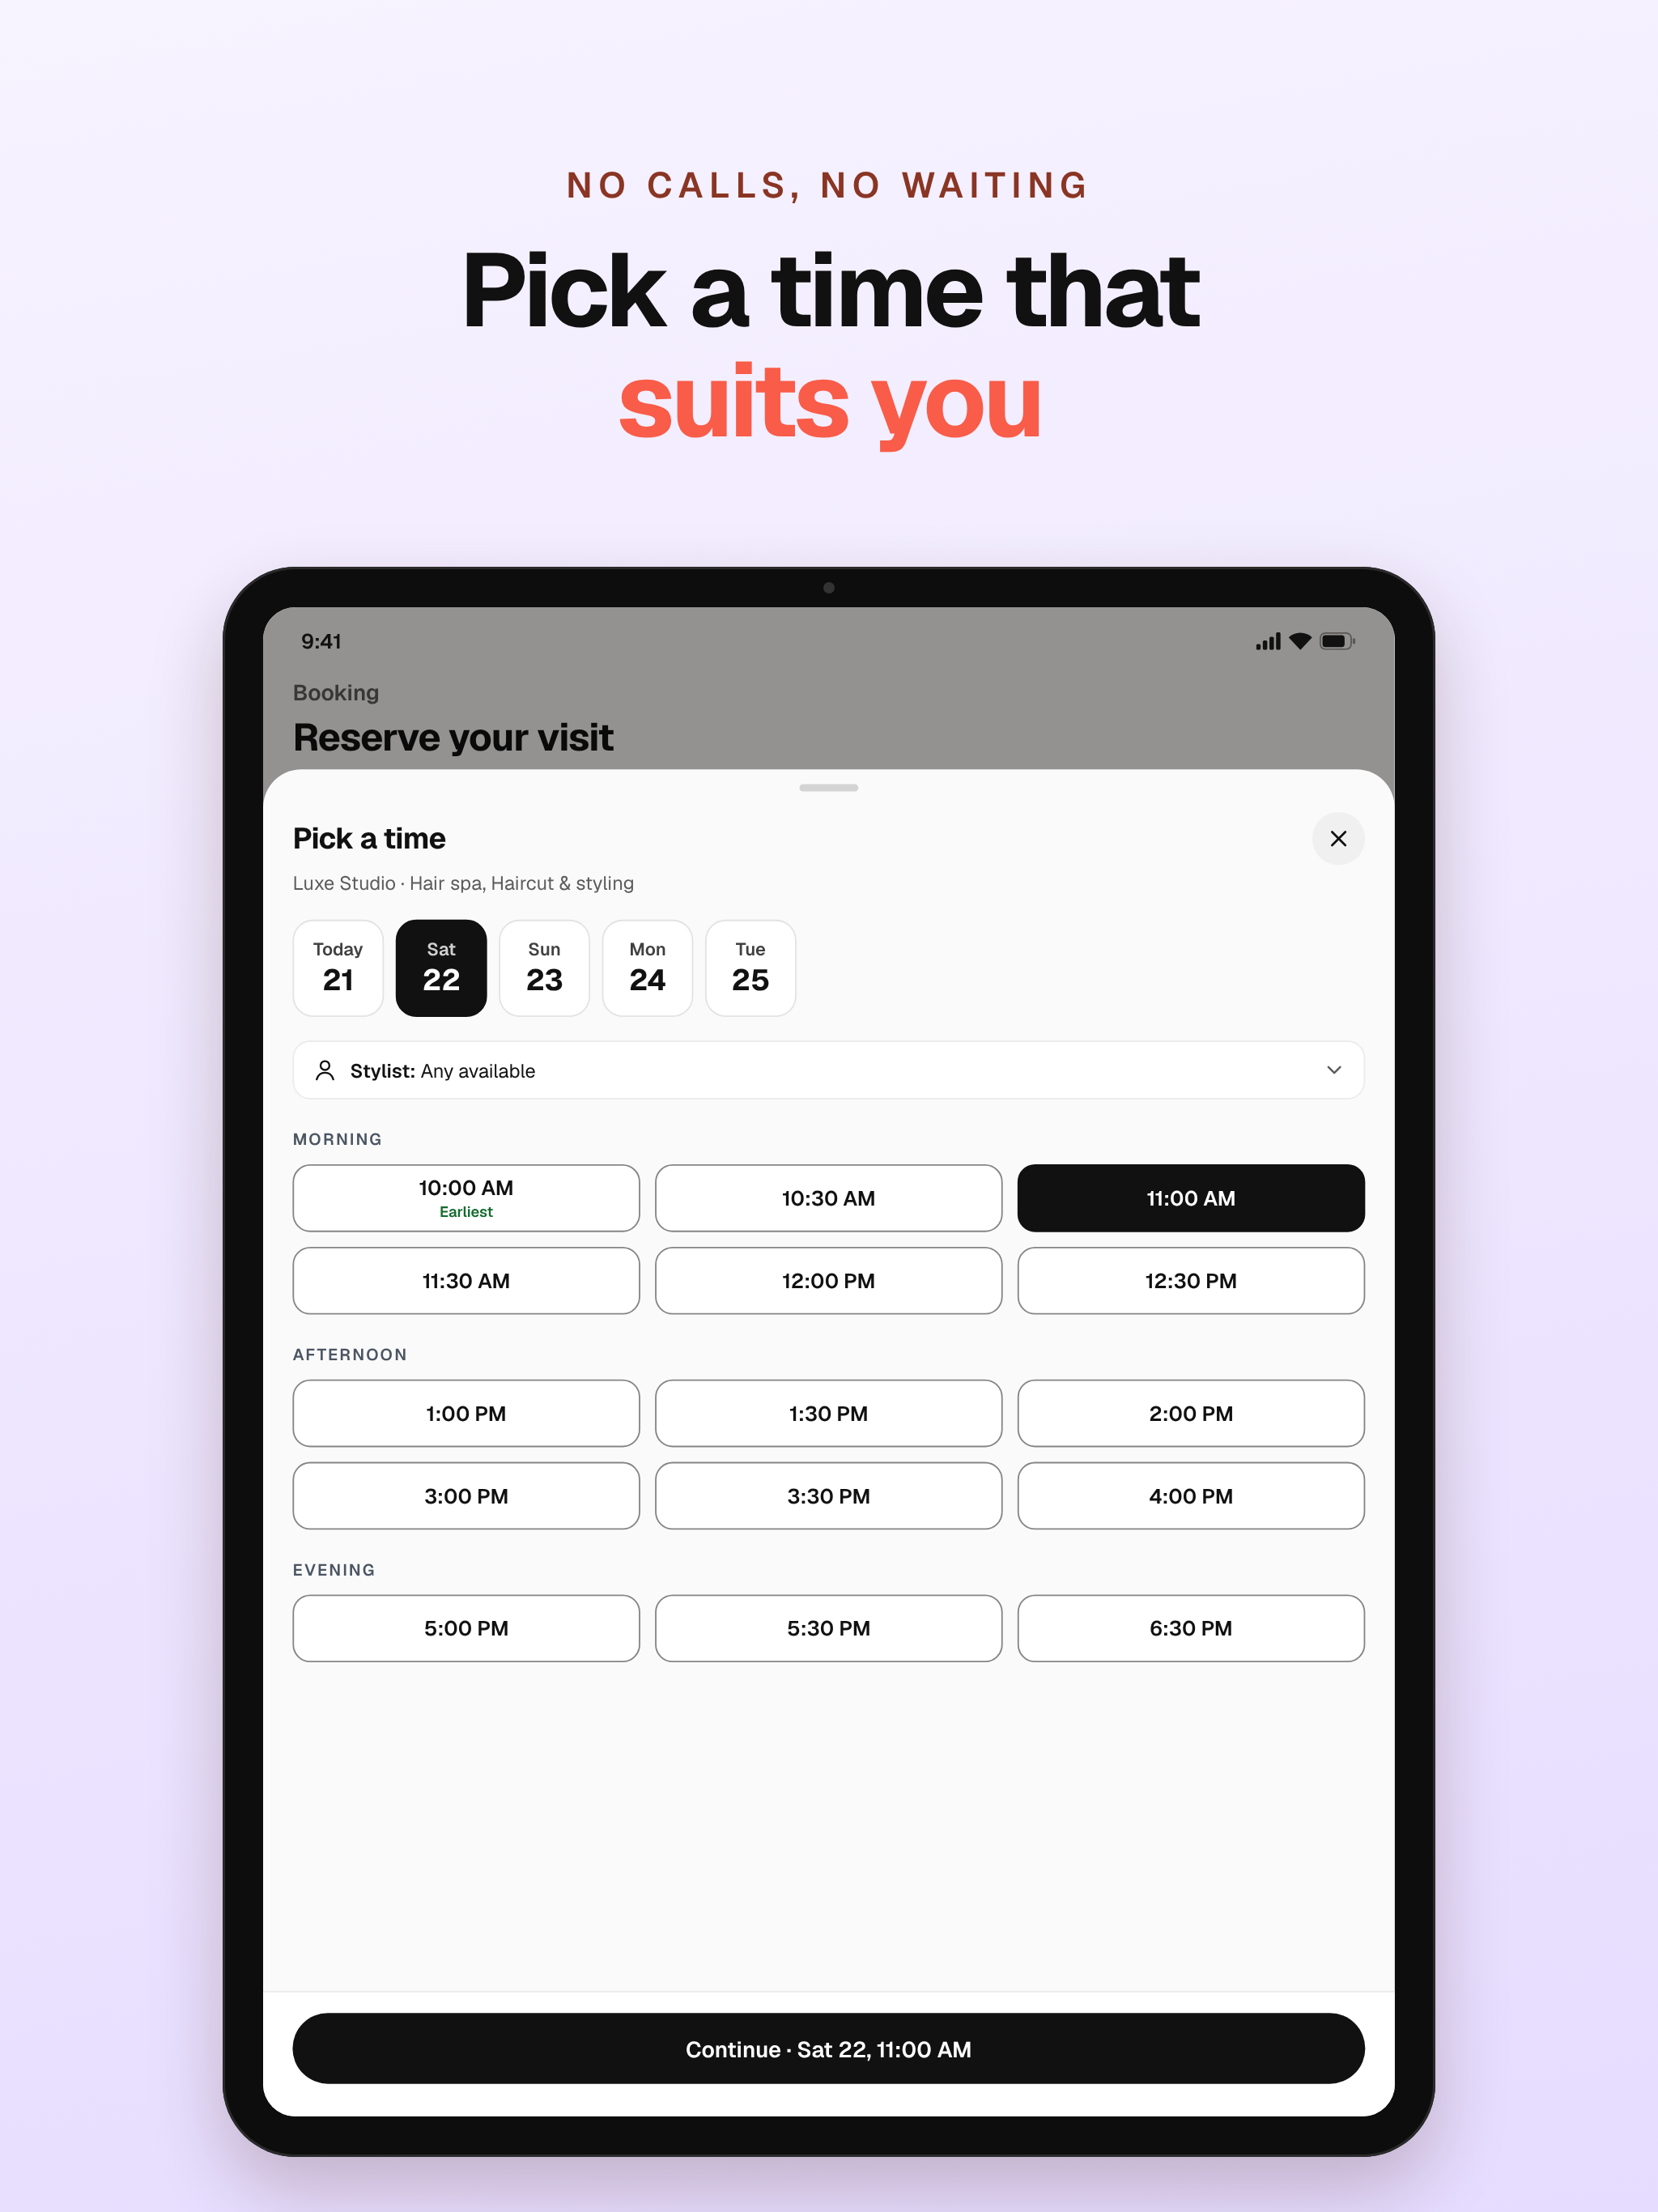 NO CALLS, NO WAITING
Pick a time that
suits you
9:41
Booking
Reserve your visit
Pick a time
Luxe Studio · Hair spa, Haircut & styling
Today Sat Sun Mon Tue
21 22 23 24 25
Stylist: Any available
MORNING
10:00 AM 10:30 AM 11:00 AM
Earliest
11:30 AM 12:00 PM 12:30 PM
AFTERNOON
1:00 PM 1:30 PM 2:00 PM
3:00 PM 3:30 PM 4:00 PM
EVENING
5:00 PM 5:30 PM 6:30 PM
Continue · Sat 22, 11:00 AM